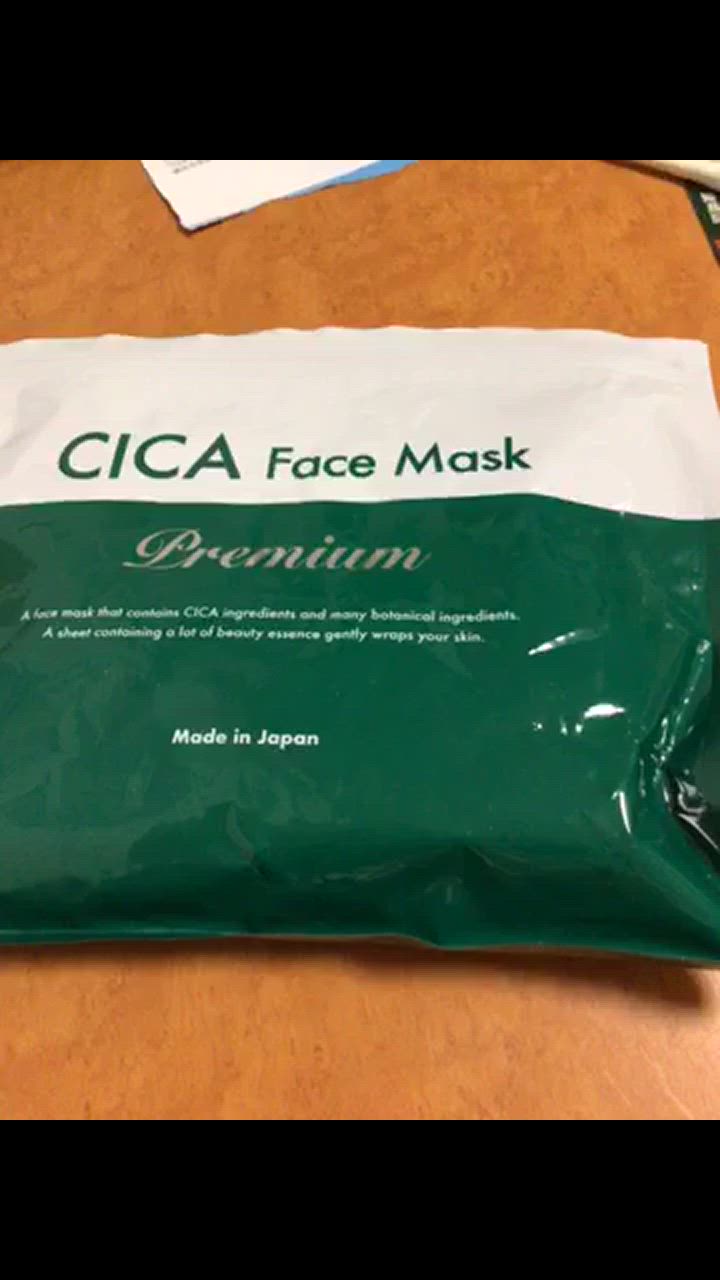 CICA Face Mask
Premium
A face mask that contains CICA ingredients and many botanical ingredients.
A sheet containing a lot of beauty essence gently wraps your skin.
Made in Japan